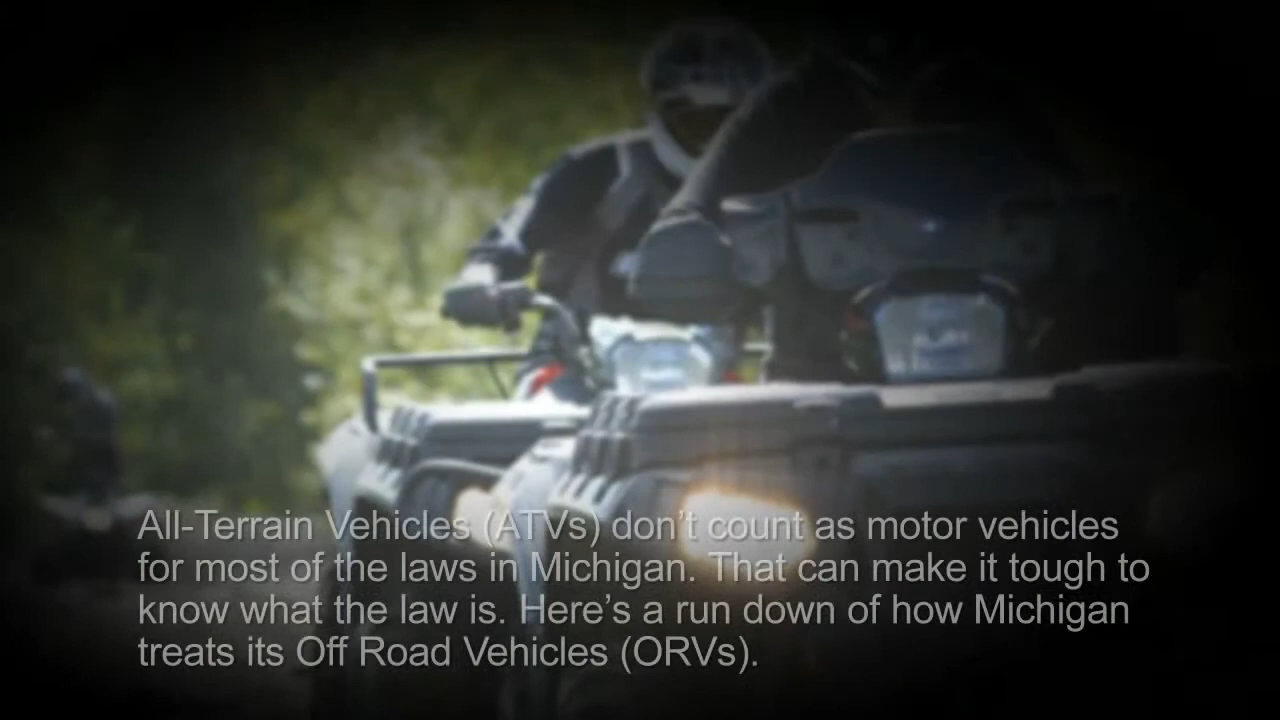 All-Terrain Vehicles (ATVs) don’t count as motor vehicles
for most of the laws in Michigan. That can make it tough to
know what the law is. Here’s a run down of how Michigan
treats its Off Road Vehicles (ORVs).